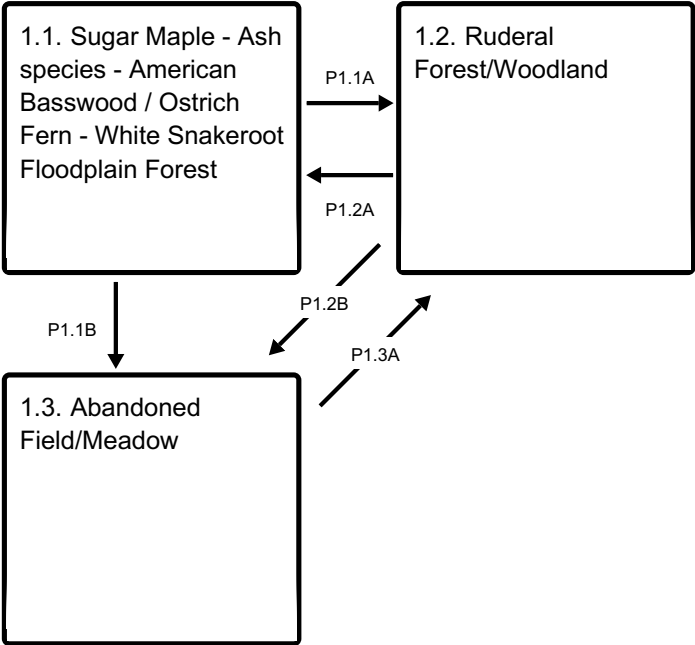 1.1. Sugar Maple - Ash
species - American
Basswood / Ostrich
Fern - White Snakeroot
Floodplain Forest
P1.1A
1.2. Ruderal
Forest/Woodland
P1.2A
P1.2B
P1.1B
P1.3A
1.3. Abandoned
Field/Meadow